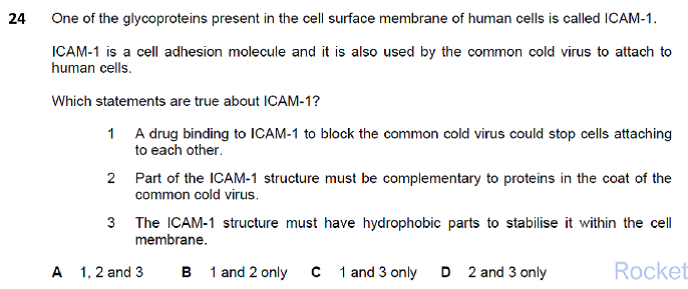 24 One of the glycoproteins present in the cell surface membrane of human cells is called ICAM-1.
ICAM-1 is a cell adhesion molecule and it is also used by the common cold virus to attach to
human cells.
Which statements are true about ICAM-1?
1 A drug binding to ICAM-1 to block the common cold virus could stop cells attaching
to each other.
2 Part of the ICAM-1 structure must be complementary to proteins in the coat of the
common cold virus.
3 The ICAM-1 structure must have hydrophobic parts to stabilise it within the cell
membrane.
A 1, 2 and 3 B 1 and 2 only C 1 and 3 only D 2 and 3 only
Rocket